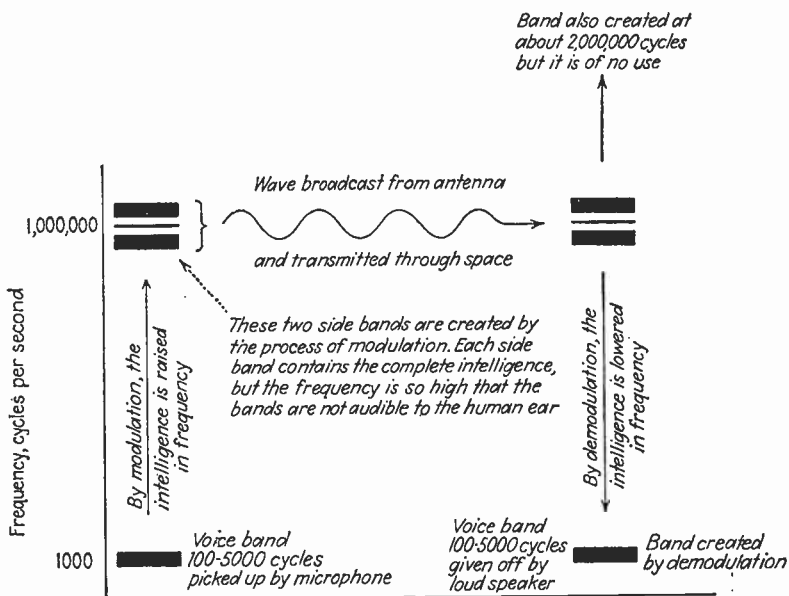 Band also created at
about 2,000,000 cycles
but it is of no use
Wave broadcast from antenna
1,000,000
and transmitted through space
These two side bands are created by
the process of modulation. Each side
band contains the complete intelligence,
but the frequency is so high that the
bands are not audible to the human ear
Frequency, cycles per second
By modulation, the
intelligence is raised
in frequency
By demodulation, the
intelligence is lowered
in frequency
1000
Voice band
100-5000 cycles
picked up by microphone
Voice band
100-5000 cycles
given off by
loud speaker
Band created
by demodulation